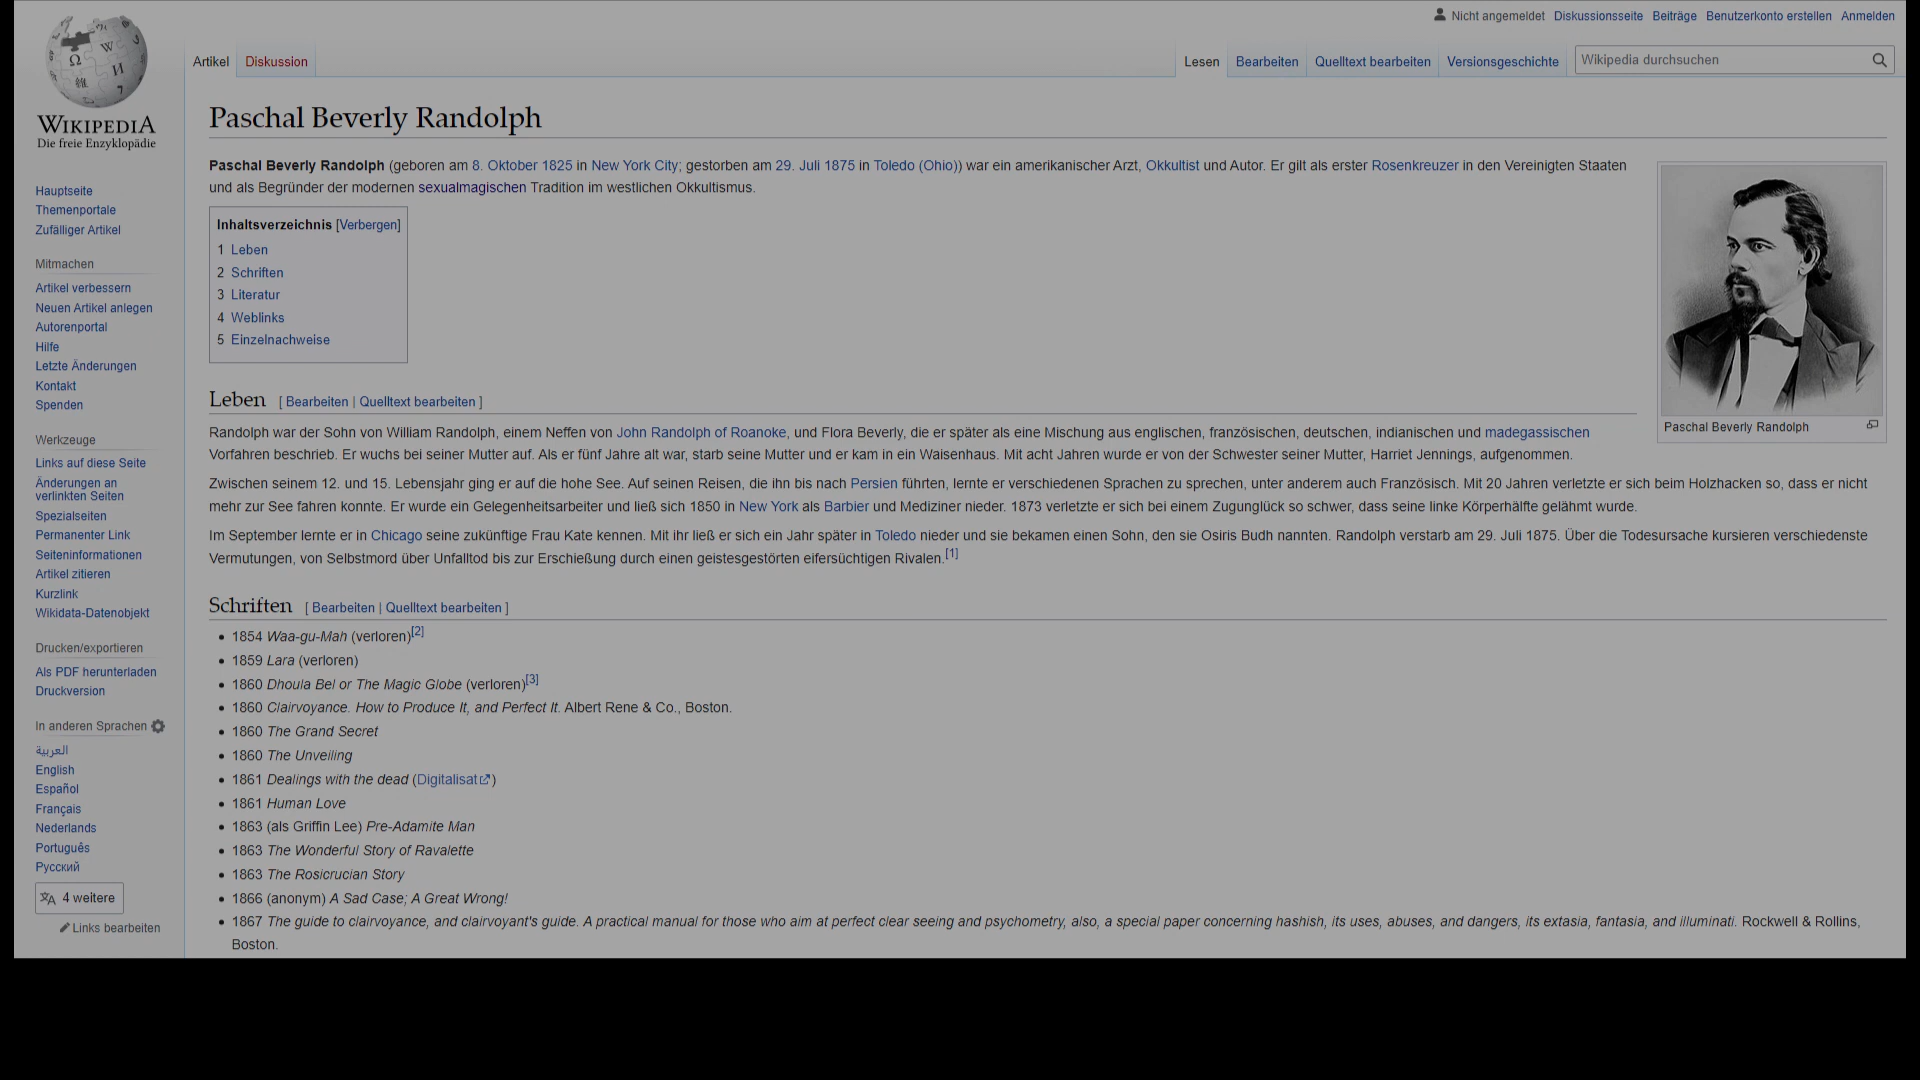 Nicht angemeldet Diskussionsseite Beiträge Benutzerkonto erstellen Anmelden
Artikel Diskussion Lesen Bearbeiten Quelltext bearbeiten Versionsgeschichte Wikipedia durchsuchen
WIKIPEDIA
Die freie Enzyklopädie
Hauptseite
Themenportale
Zufälliger Artikel
Mitmachen
Artikel verbessern
Neuen Artikel anlegen
Autorenportal
Hilfe
Letzte Änderungen
Kontakt
Spenden
Werkzeuge
Links auf diese Seite
Änderungen an
verlinkten Seiten
Spezialseiten
Permanenter Link
Seiteninformationen
Artikel zitieren
Kurzlink
Wikidata-Datenobjekt
Drucken/exportieren
Als PDF herunterladen
Druckversion
In anderen Sprachen
العربية
English
Español
Français
Nederlands
Português
Русский
4 weitere
Links bearbeiten
Paschal Beverly Randolph
Paschal Beverly Randolph (geboren am 8. Oktober 1825 in New York City; gestorben am 29. Juli 1875 in Toledo (Ohio)) war ein amerikanischer Arzt, Okkultist und Autor. Er gilt als erster Rosenkreuzer in den Vereinigten Staaten
und als Begründer der modernen sexualmagischen Tradition im westlichen Okkultismus.
Paschal Beverly Randolph
Inhaltsverzeichnis [Verbergen]
1 Leben
2 Schriften
3 Literatur
4 Weblinks
5 Einzelnachweise
Leben [ Bearbeiten | Quelltext bearbeiten ]
Randolph war der Sohn von William Randolph, einem Neffen von John Randolph of Roanoke, und Flora Beverly, die er später als eine Mischung aus englischen, französischen, deutschen, indianischen und madegassischen
Vorfahren beschrieb. Er wuchs bei seiner Mutter auf. Als er fünf Jahre alt war, starb seine Mutter und er kam in ein Waisenhaus. Mit acht Jahren wurde er von der Schwester seiner Mutter, Harriet Jennings, aufgenommen.
Zwischen seinem 12. und 15. Lebensjahr ging er auf die hohe See. Auf seinen Reisen, die ihn bis nach Persien führten, lernte er verschiedenen Sprachen zu sprechen, unter anderem auch Französisch. Mit 20 Jahren verletzte er sich beim Holzhacken so, dass er nicht
mehr zur See fahren konnte. Er wurde ein Gelegenheitsarbeiter und ließ sich 1850 in New York als Barbier und Mediziner nieder. 1873 verletzte er sich bei einem Zugunglück so schwer, dass seine linke Körperhälfte gelähmt wurde.
Im September lernte er in Chicago seine zukünftige Frau Kate kennen. Mit ihr ließ er sich ein Jahr später in Toledo nieder und sie bekamen einen Sohn, den sie Osiris Budh nannten. Randolph verstarb am 29. Juli 1875. Über die Todesursache kursieren verschiedenste
Vermutungen, von Selbstmord über Unfalltod bis zur Erschießung durch einen geistesgestörten eifersüchtigen Rivalen.[1]
Schriften [ Bearbeiten | Quelltext bearbeiten ]
• 1854 Waa-gu-Mah (verloren)[2]
• 1859 Lara (verloren)
• 1860 Dhoula Bel or The Magic Globe (verloren)[3]
• 1860 Clairvoyance. How to Produce It, and Perfect It. Albert Rene & Co., Boston.
• 1860 The Grand Secret
• 1860 The Unveiling
• 1861 Dealings with the dead (Digitalisat)
• 1861 Human Love
• 1863 (als Griffin Lee) Pre-Adamite Man
• 1863 The Wonderful Story of Ravalette
• 1863 The Rosicrucian Story
• 1866 (anonym) A Sad Case; A Great Wrong!
• 1867 The guide to clairvoyance, and clairvoyant's guide. A practical manual for those who aim at perfect clear seeing and psychometry, also, a special paper concerning hashish, its uses, abuses, and dangers, its extasia, fantasia, and illuminati. Rockwell & Rollins,
Boston.